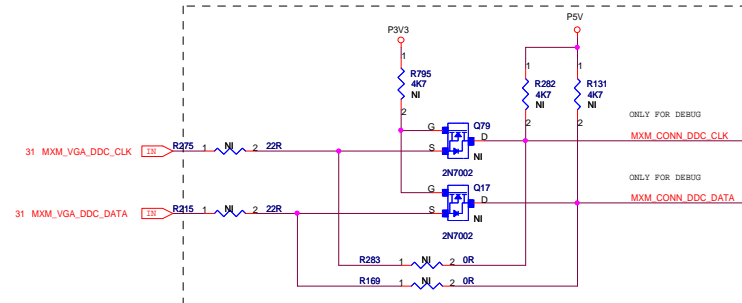 P3V3
P5V
1
R795
4K7
NI
2
1
R282
4K7
NI
2
1
R131
4K7
NI
2
ONLY FOR DEBUG
MXM_CONN_DDC_CLK
G
Q79
D
S
NI
2N7002
31 MXM_VGA_DDC_CLK
IN
R275
1
NI
2
22R
ONLY FOR DEBUG
MXM_CONN_DDC_DATA
G
Q17
D
S
NI
2N7002
31 MXM_VGA_DDC_DATA
IN
R215
1
NI
2
22R
R283
1
NI
2
0R
R169
1
NI
2
0R